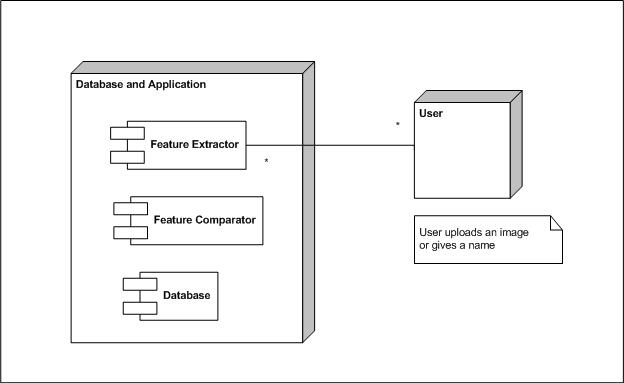 Database and Application
User
*
Feature Extractor
*
Feature Comparator
User uploads an image
or gives a name
Database